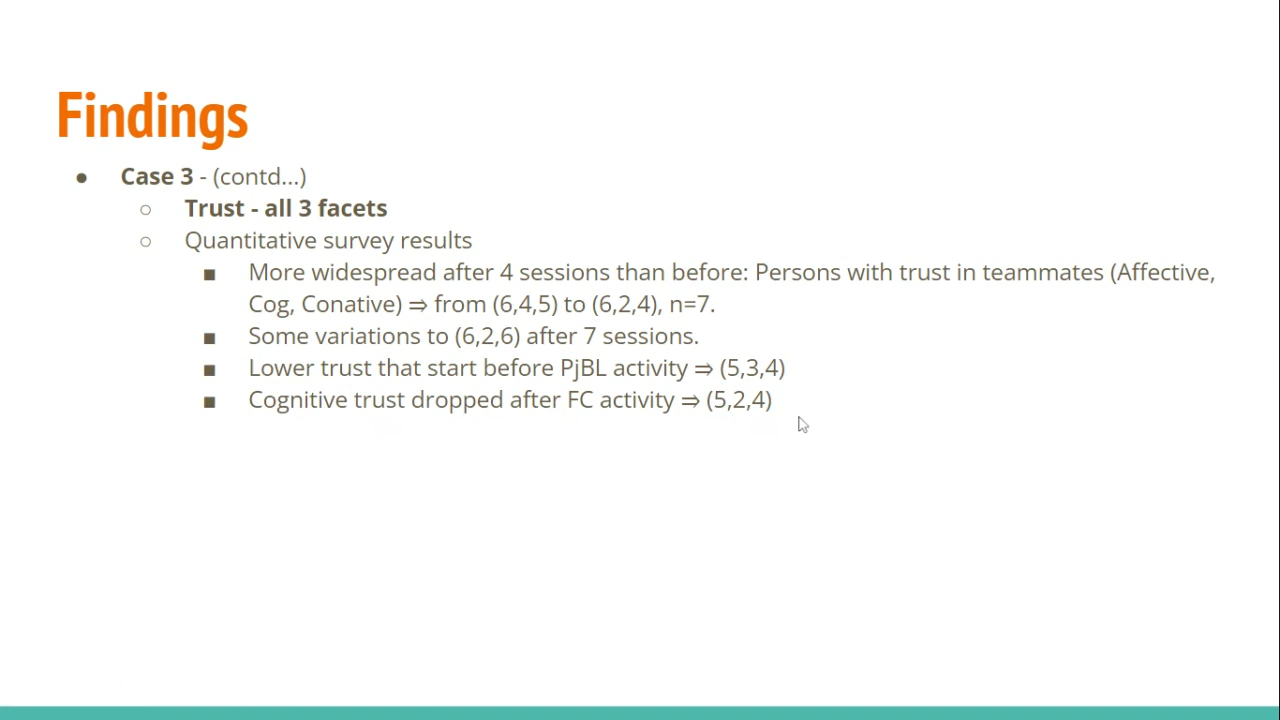 Findings
● Case 3 - (contd...)
○ Trust - all 3 facets
○ Quantitative survey results
■ More widespread after 4 sessions than before: Persons with trust in teammates (Affective,
Cog, Conative) ⇒ from (6,4,5) to (6,2,4), n=7.
■ Some variations to (6,2,6) after 7 sessions.
■ Lower trust that start before PjBL activity ⇒ (5,3,4)
■ Cognitive trust dropped after FC activity ⇒ (5,2,4)